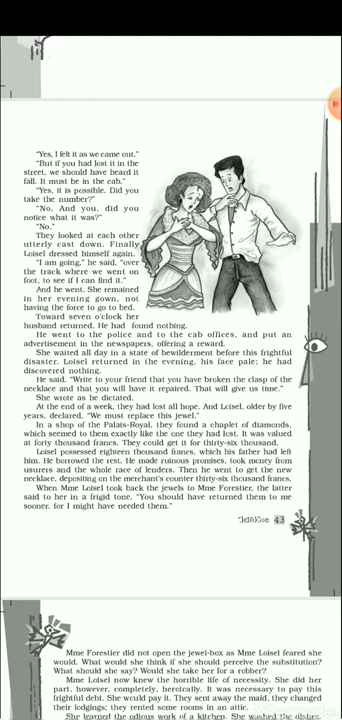 "Yes, I felt it as we came out."
"But if you had lost it in the
street, we should have heard it
fall. It must be in the cab."
"Yes, it is possible. Did you
take the number?"
"No. And you, did you
notice what it was?"
"No."
They looked at each other
utterly cast down. Finally
Loisel dressed himself again.
"I am going," he said, "over
the track where we went on
foot, to see if I can find it."
And he went. She remained
in her evening gown, not
having the force to go to bed.
Toward seven o'clock her
husband returned. He had found nothing.
He went to the police and to the cab offices, and put an
advertisement in the newspapers, offering a reward.
She waited all day in a state of bewilderment before this frightful
disaster. Loisel returned in the evening, his face pale; he had
discovered nothing.
He said, "Write to your friend that you have broken the clasp of the
necklace and that you will have it repaired. That will give us time."
She wrote as he dictated.
At the end of a week, they had lost all hope. And Loisel, older by five
years, declared, "We must replace this jewel."
In a shop of the Palais-Royal, they found a chaplet of diamonds,
which seemed to them exactly like the one they had lost. It was valued
at forty thousand francs. They could get it for thirty-six thousand.
Loisel possessed eighteen thousand francs, which his father had left
him. He borrowed the rest. He made ruinous promises, took money from
usurers and the whole race of lenders. Then he went to get the new
necklace, depositing on the merchant's counter thirty-six thousand francs.
When Mme Loisel took back the jewels to Mme Forestier, the latter
said to her in a frigid tone, "You should have returned them to me
sooner, for I might have needed them."
43
Mme Forestier did not open the jewel-box as Mme Loisel feared she
would. What would she think if she should perceive the substitution?
What should she say? Would she take her for a robber?
Mme Loisel now knew the horrible life of necessity. She did her
part, however, completely, heroically. It was necessary to pay this
frightful debt. She would pay it. They sent away the maid, they changed
their lodgings; they rented some rooms in an attic.
She learned the odious work of a kitchen. She washed the dishes.